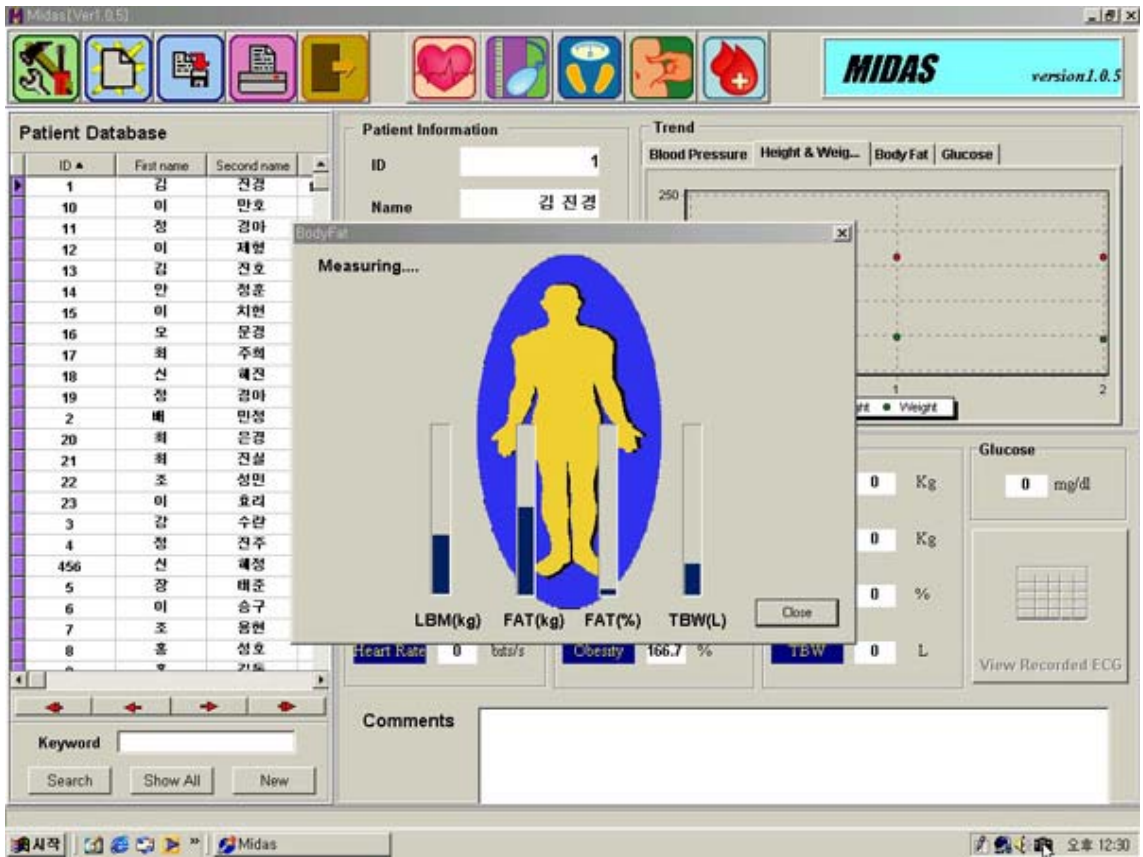 Midas[Ver1.0.5]
MIDAS
version1.0.5
Patient Database
ID First name Second name
1 김 진경
10 이 만호
11 정 경아
12 이 제형
13 김 진호
14 안 정훈
15 이 치현
16 오 문경
17 최 주희
18 신 혜진
19 정 경아
2 배 민정
20 최 은경
21 최 진실
22 조 성민
23 이 효리
3 강 수란
4 정 진주
456 신 혜정
5 장 태준
6 이 승구
7 조 용현
8 홍 성호
Keyword
Search Show All New
Patient Information
ID 1
Name 김 진경
Trend
Blood Pressure Height & Weig... Body Fat Glucose
250
1 2
Weight
BodyFat
Measuring....
LBM(kg) FAT(kg) FAT(%) TBW(L)
Close
0 Kg
0 Kg
0 %
Heart Rate 0 bits/s Obesity 166.7 % TBW 0 L
Glucose
0 mg/dl
View Recorded ECG
Comments
시작 Midas 오후 12:30